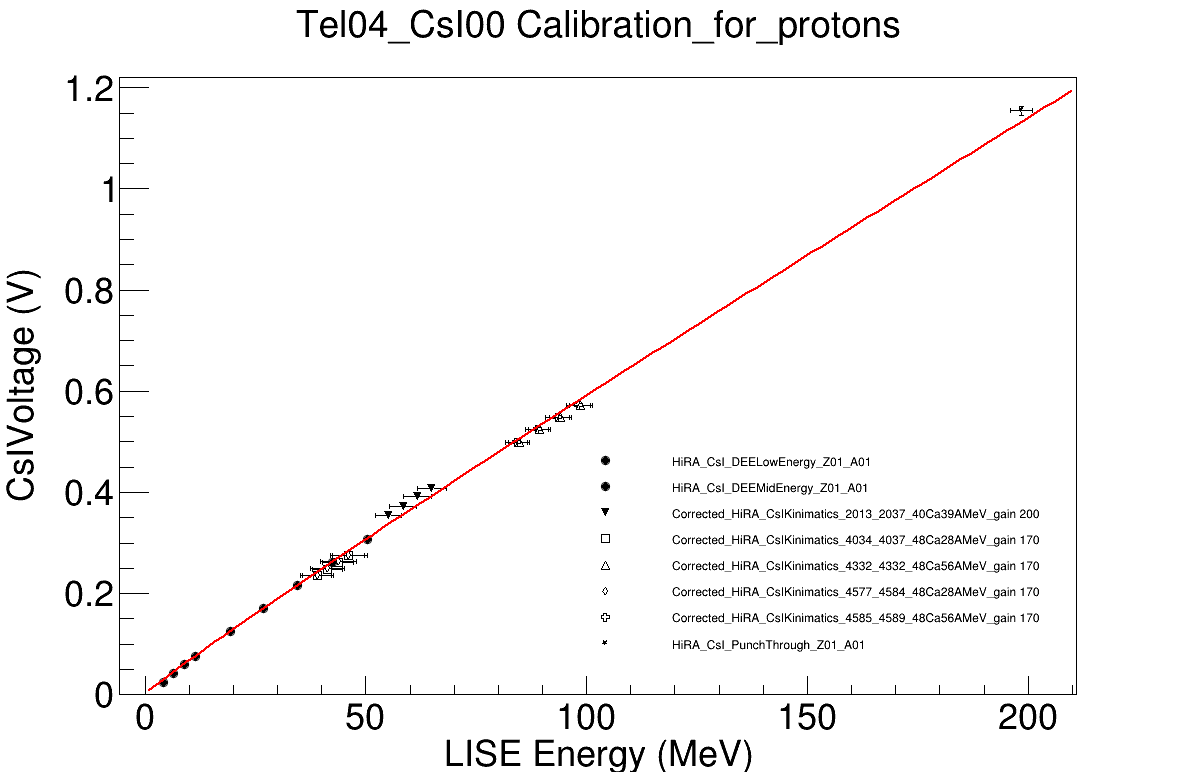 Tel04_CsI00 Calibration_for_protons
CsIVoltage (V)
1.2
1
0.8
0.6
0.4
0.2
0
0
50
100
150
200
LISE Energy (MeV)
HiRA_CsI_DEELowEnergy_Z01_A01
HiRA_CsI_DEEMidEnergy_Z01_A01
Corrected_HiRA_CsIKinimatics_2013_2037_40Ca39AMeV_gain 200
Corrected_HiRA_CsIKinimatics_4034_4037_48Ca28AMeV_gain 170
Corrected_HiRA_CsIKinimatics_4332_4332_48Ca56AMeV_gain 170
Corrected_HiRA_CsIKinimatics_4577_4584_48Ca28AMeV_gain 170
Corrected_HiRA_CsIKinimatics_4585_4589_48Ca56AMeV_gain 170
HiRA_CsI_PunchThrough_Z01_A01